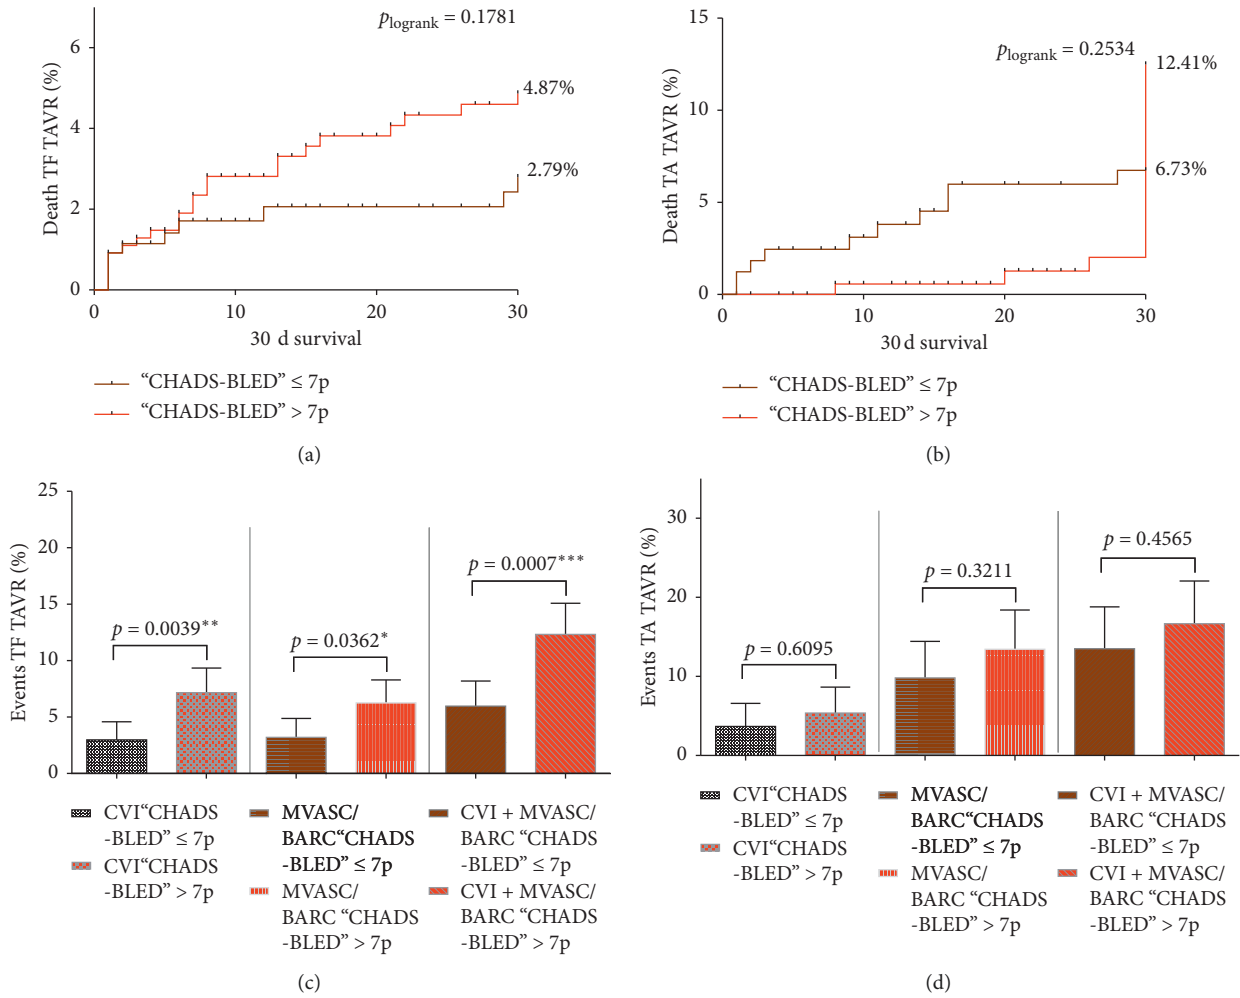 p logrank = 0.1781
Death TF TAVR (%)
6
4
2
0
4.87%
2.79%
0
10
20
30
30 d survival
“CHADS-BLED” ≤ 7p
“CHADS-BLED” > 7p
(a)
p logrank = 0.2534
Death TA TAVR (%)
15
10
5
0
12.41%
6.73%
0
10
20
30
30 d survival
“CHADS-BLED” ≤ 7p
“CHADS-BLED” > 7p
(b)
Events TF TAVR (%)
25
20
15
10
5
0
p = 0.0039**
p = 0.0362*
p = 0.0007***
CVI“CHADS
-BLED” ≤ 7p
CVI“CHADS
-BLED” > 7p
MVASC/
BARC“CHADS
-BLED” ≤ 7p
MVASC/
BARC “CHADS
-BLED” > 7p
CVI + MVASC/
BARC “CHADS
-BLED” ≤ 7p
CVI + MVASC/
BARC “CHADS
-BLED” > 7p
(c)
Events TA TAVR (%)
30
20
10
0
p = 0.6095
p = 0.3211
p = 0.4565
CVI“CHADS
-BLED” ≤ 7p
CVI“CHADS
-BLED” > 7p
MVASC/
BARC“CHADS
-BLED” ≤ 7p
MVASC/
BARC “CHADS
-BLED” > 7p
CVI + MVASC/
BARC “CHADS
-BLED” ≤ 7p
CVI + MVASC/
BARC “CHADS
-BLED” > 7p
(d)